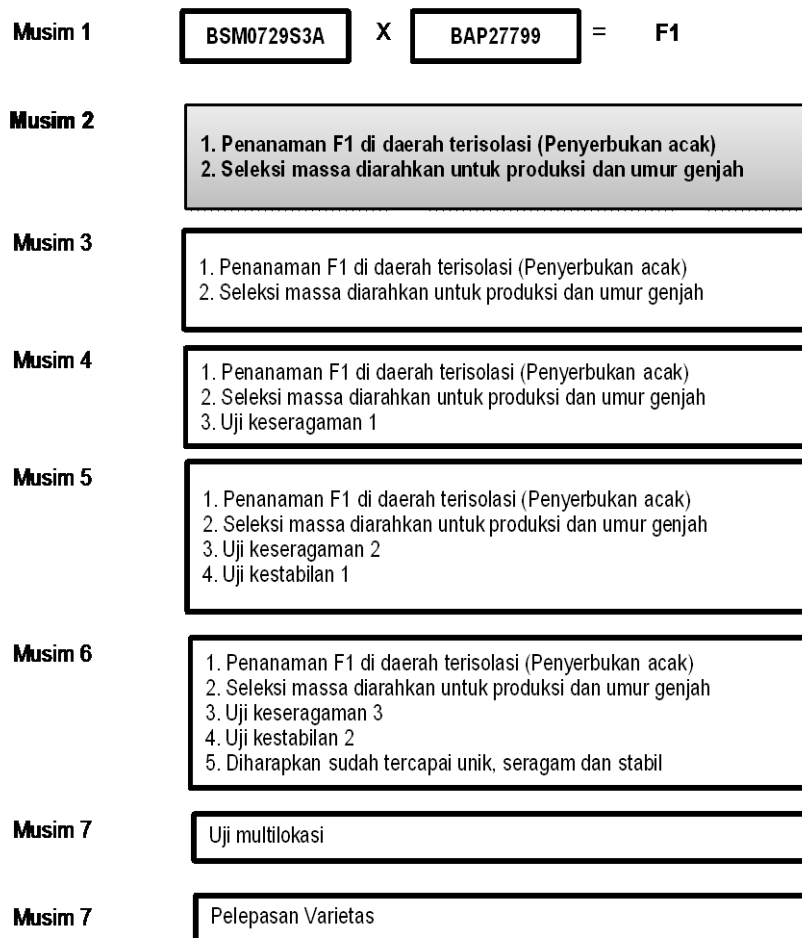 Musim 1 BSM0729S3A X BAP27799 = F1
Musim 2
1. Penanaman F1 di daerah terisolasi (Penyerbukan acak)
2. Seleksi massa diarahkan untuk produksi dan umur genjah
Musim 3
1. Penanaman F1 di daerah terisolasi (Penyerbukan acak)
2. Seleksi massa diarahkan untuk produksi dan umur genjah
Musim 4
1. Penanaman F1 di daerah terisolasi (Penyerbukan acak)
2. Seleksi massa diarahkan untuk produksi dan umur genjah
3. Uji keseragaman 1
Musim 5
1. Penanaman F1 di daerah terisolasi (Penyerbukan acak)
2. Seleksi massa diarahkan untuk produksi dan umur genjah
3. Uji keseragaman 2
4. Uji kestabilan 1
Musim 6
1. Penanaman F1 di daerah terisolasi (Penyerbukan acak)
2. Seleksi massa diarahkan untuk produksi dan umur genjah
3. Uji keseragaman 3
4. Uji kestabilan 2
5. Diharapkan sudah tercapai unik, seragam dan stabil
Musim 7 Uji multilokasi
Musim 7 Pelepasan Varietas